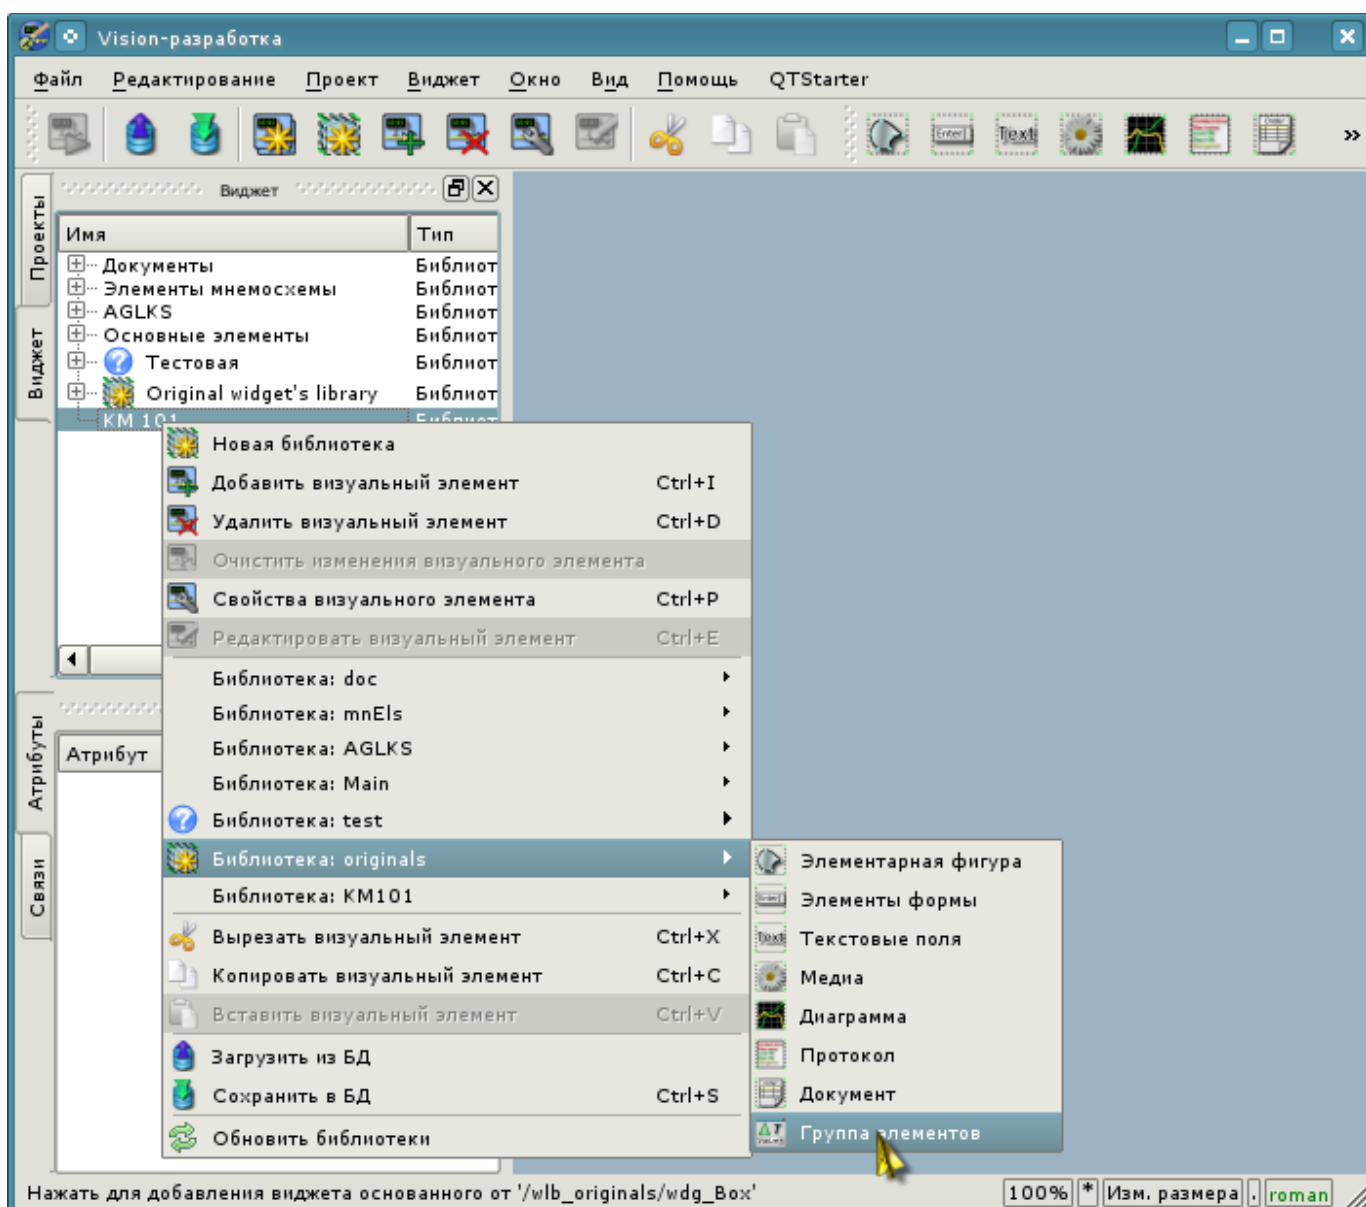 Vision-разработка
Файл Редактирование Проект Виджет Окно Вид Помощь QTStarter
Enter Text »
Проекты
Виджет
Виджет
Имя Тип
Документы Библиот
Элементы мнемосхемы Библиот
AGLKS Библиот
Основные элементы Библиот
Тестовая Библиот
Original widget's library Библиот
KM 101 Библиот
Новая библиотека
Добавить визуальный элемент Ctrl+I
Удалить визуальный элемент Ctrl+D
Очистить изменения визуального элемента
Свойства визуального элемента Ctrl+P
Редактировать визуальный элемент Ctrl+E
Библиотека: doc
Библиотека: mnEls
Библиотека: AGLKS
Библиотека: Main
Библиотека: test
Библиотека: originals
Библиотека: KM101
Вырезать визуальный элемент Ctrl+X
Копировать визуальный элемент Ctrl+C
Вставить визуальный элемент Ctrl+V
Загрузить из БД
Сохранить в БД Ctrl+S
Обновить библиотеки
Атрибуты
Связи
Атрибут
Элементарная фигура
Элементы формы
Текстовые поля
Медиа
Диаграмма
Протокол
Документ
Группа элементов
Нажать для добавления виджета основанного от '/wlb_originals/wdg_Box' 100% * Изм. размера . roman